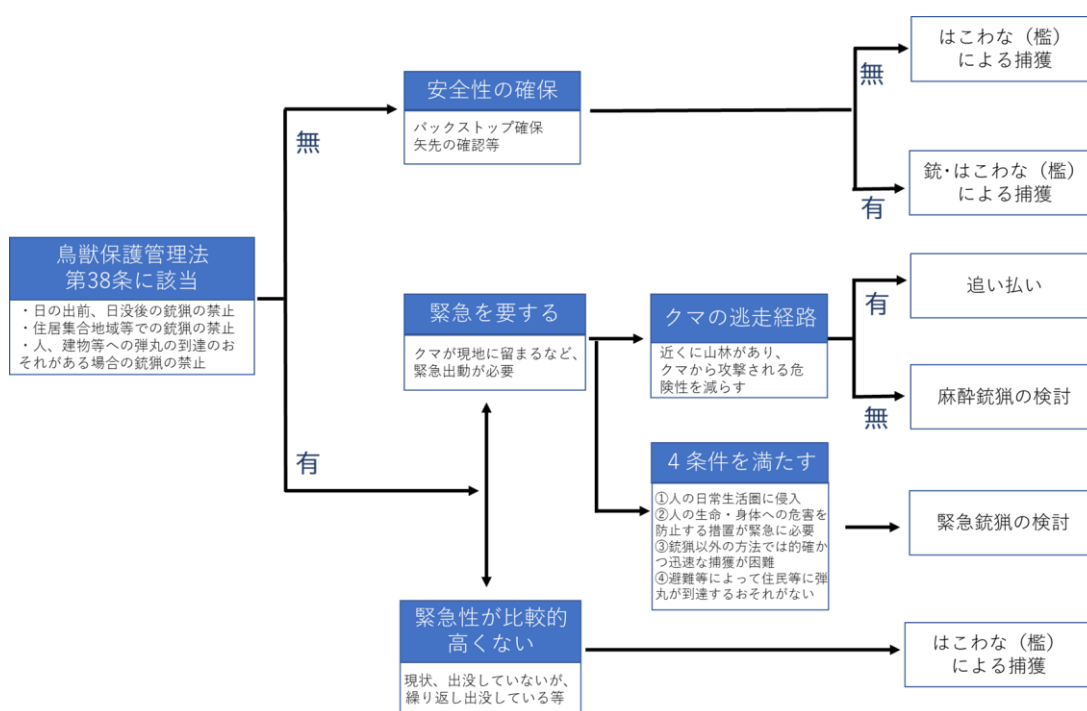 鳥獣保護管理法
第38条に該当
・日の出前、日没後の銃猟の禁止
・住居集合地域等での銃猟の禁止
・人、建物等への弾丸の到達のお
それがある場合の銃猟の禁止
無
有
安全性の確保
バックストップ確保
矢先の確認等
無
有
はこわな（檻）
による捕獲
銃･はこわな（檻）
による捕獲
緊急を要する
クマが現地に留まるなど、
緊急出動が必要
クマの逃走経路
近くに山林があり、
クマから攻撃される危
険性を減らす
有
無
追い払い
麻酔銃猟の検討
４条件を満たす
①人の日常生活圏に侵入
②人の生命・身体への危害を
防止する措置が緊急に必要
③銃猟以外の方法では的確か
つ迅速な捕獲が困難
④避難等によって住民等に弾
丸が到達するおそれがない
緊急銃猟の検討
緊急性が比較的
高くない
現状、出没していないが、
繰り返し出没している等
はこわな（檻）
による捕獲